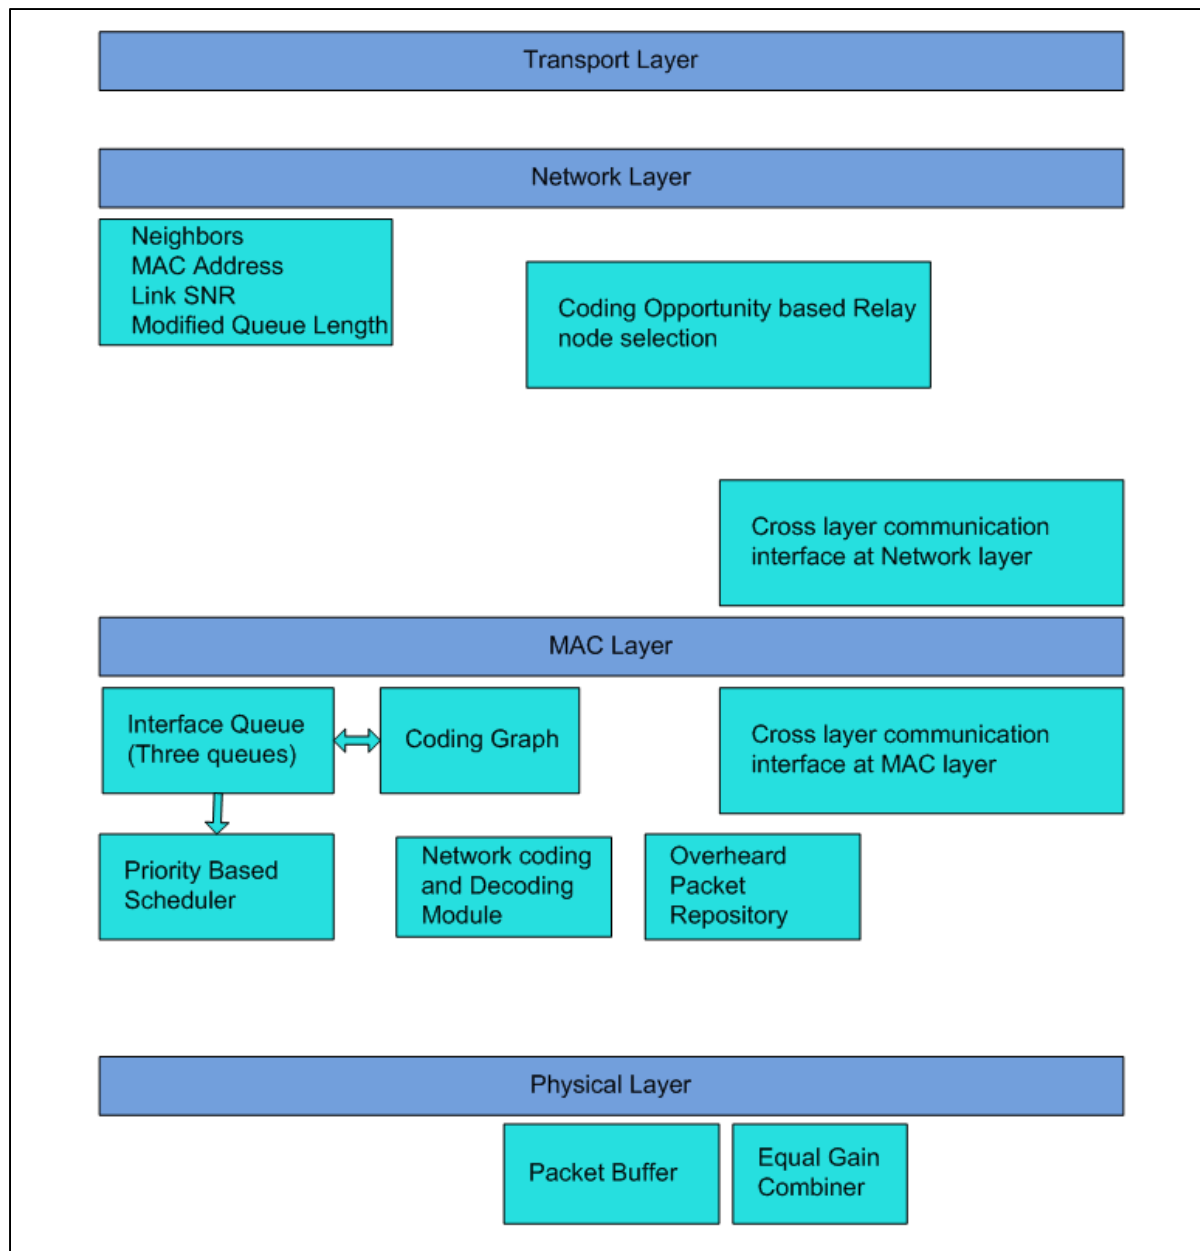 Transport Layer
Network Layer
Neighbors
MAC Address
Link SNR
Modified Queue Length
Coding Opportunity based Relay
node selection
Cross layer communication
interface at Network layer
MAC Layer
Interface Queue
(Three queues)
Coding Graph
Cross layer communication
interface at MAC layer
Priority Based
Scheduler
Network coding
and Decoding
Module
Overheard
Packet
Repository
Physical Layer
Packet Buffer
Equal Gain
Combiner